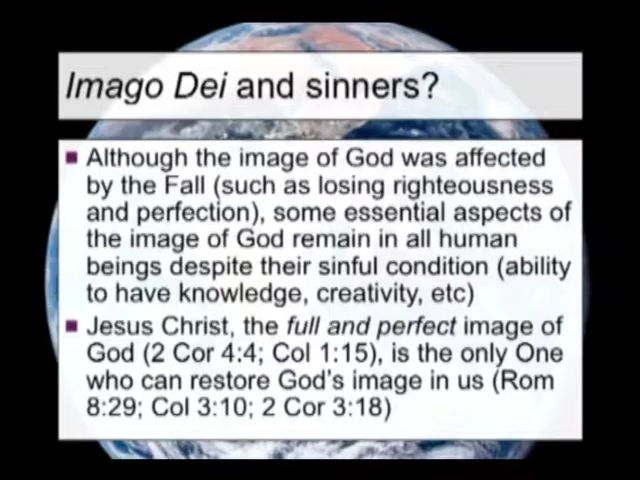 Imago Dei and sinners?
Although the image of God was affected
by the Fall (such as losing righteousness
and perfection), some essential aspects of
the image of God remain in all human
beings despite their sinful condition (ability
to have knowledge, creativity, etc)
Jesus Christ, the full and perfect image of
God (2 Cor 4:4; Col 1:15), is the only One
who can restore God's image in us (Rom
8:29; Col 3:10; 2 Cor 3:18)